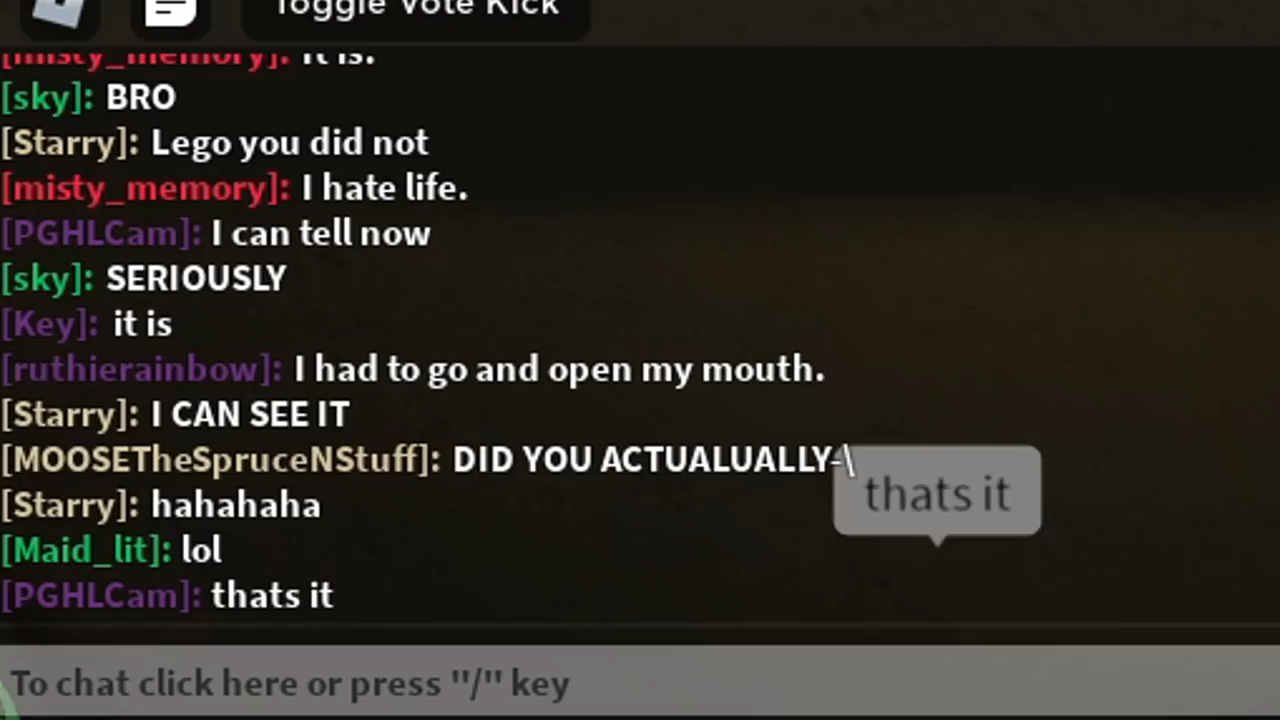 Toggle Vote Kick
[misty_memory]: It is.
[sky]: BRO
[Starry]: Lego you did not
[misty_memory]: I hate life.
[PGHLCam]: I can tell now
[sky]: SERIOUSLY
[Key]: it is
[ruthierainbow]: I had to go and open my mouth.
[Starry]: I CAN SEE IT
[MOOSETheSpruceNStuff]: DID YOU ACTUALUALLY-\
thats it
[Starry]: hahahaha
[Maid_lit]: lol
[PGHLCam]: thats it
To chat click here or press "/" key